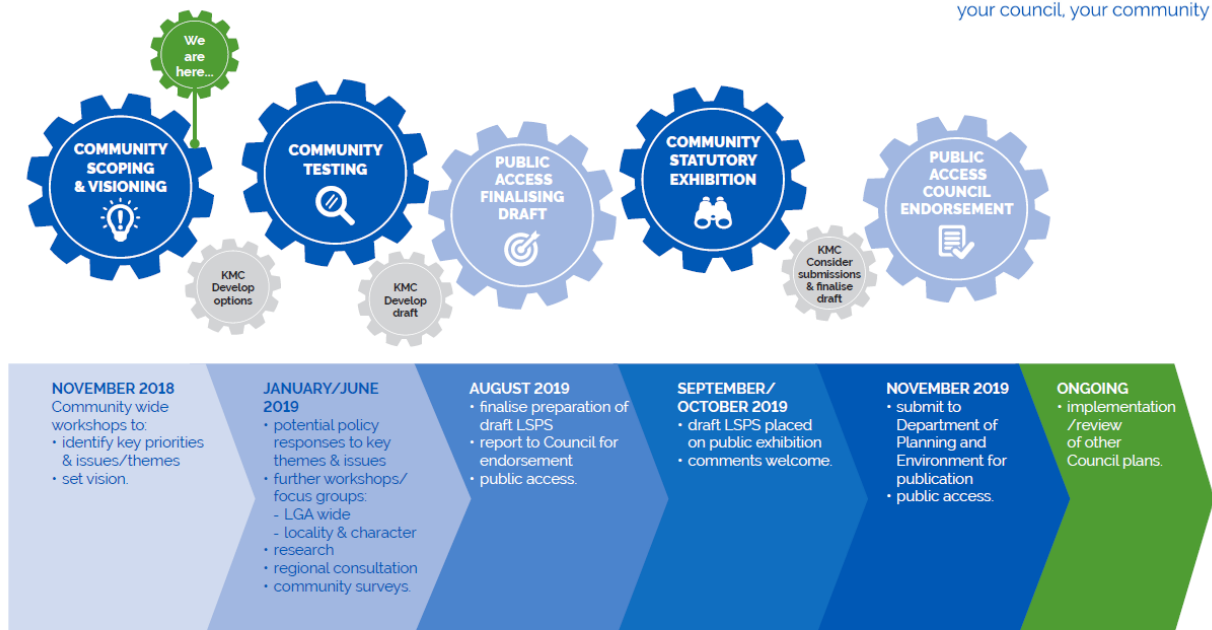 your council, your community
We
are
here...
COMMUNITY
SCOPING
& VISIONING
COMMUNITY
TESTING
PUBLIC
ACCESS
FINALISING
DRAFT
COMMUNITY
STATUTORY
EXHIBITION
PUBLIC
ACCESS
COUNCIL
ENDORSEMENT
KMC
Develop
options
KMC
Develop
draft
KMC
Consider
submissions
& finalise
draft
NOVEMBER 2018
Community wide
workshops to:
• identify key priorities
& issues/themes
• set vision.
JANUARY/JUNE
2019
• potential policy
responses to key
themes & issues
• further workshops/
focus groups:
- LGA wide
- locality & character
• research
• regional consultation
• community surveys.
AUGUST 2019
• finalise preparation of
draft LSPS
• report to Council for
endorsement
• public access.
SEPTEMBER/
OCTOBER 2019
• draft LSPS placed
on public exhibition
• comments welcome.
NOVEMBER 2019
• submit to
Department of
Planning and
Environment for
publication
• public access.
ONGOING
• implementation
/review
of other
Council plans.